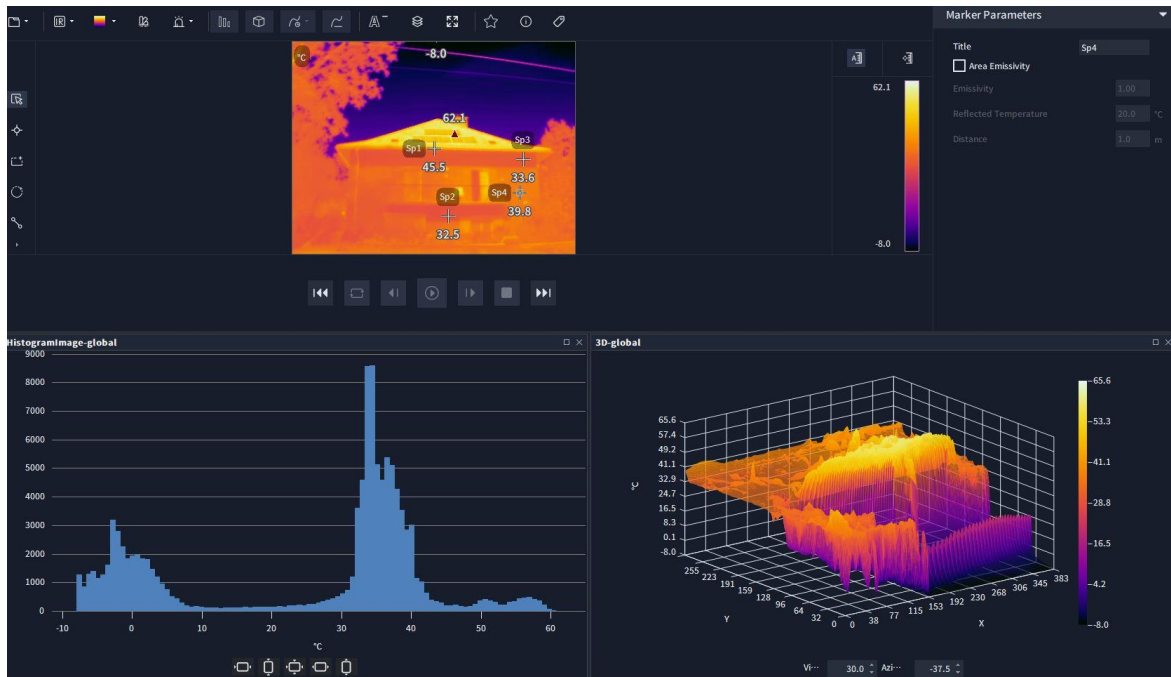 IR
A
Marker Parameters
Title
Sp4
Area Emissivity
Emissivity
1.00
Reflected Temperature
20.0
°C
Distance
1.0
m
°C
-8.0
62.1
Sp1
45.5
Sp3
33.6
Sp2
32.5
Sp4
39.8
A
62.1
-8.0
HistogramImage-global
9000
8000
7000
6000
5000
4000
3000
2000
1000
0
-10
0
10
20
30
40
50
60
°C
3D-global
65.6
57.4
49.2
41.1
32.9
24.7
16.5
8.3
0.1
-8.0
°C
255
223
191
159
128
96
64
32
0
Y
0
38
77
115
153
192
230
268
306
345
383
X
65.6
53.3
41.1
28.8
16.5
4.2
-8.0
Vi···
30.0
Azi···
-37.5